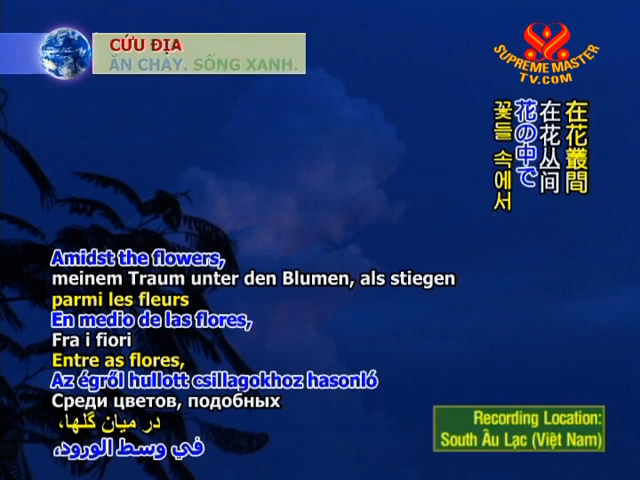 CỨU ĐỊA
ĂN CHAY. SỐNG XANH.
SUPREME MASTER
TV.COM
在花叢間
在花丛间
花の中で
꽃들 속에서
Amidst the flowers,
meinem Traum unter den Blumen, als stiegen
parmi les fleurs
En medio de las flores,
Fra i fiori
Entre as flores,
Az égről hullott csillagokhoz hasonló
Среди цветов, подобных
در میان گلها،
في وسط الورود،
Recording Location:
South Âu Lạc (Việt Nam)